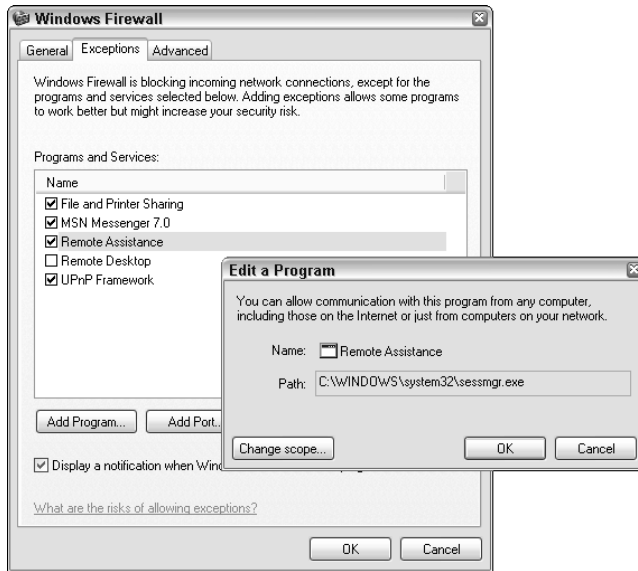 Windows Firewall
General Exceptions Advanced
Windows Firewall is blocking incoming network connections, except for the
programs and services selected below. Adding exceptions allows some programs
to work better but might increase your security risk.
Programs and Services:
Name
File and Printer Sharing
MSN Messenger 7.0
Remote Assistance
Remote Desktop
UPnP Framework
Add Program... Add Port..
Display a notification when
What are the risks of allowing exceptions?
OK Cancel
Edit a Program
You can allow communication with this program from any computer,
including those on the Internet or just from computers on your network.
Name: Remote Assistance
Path: C:\WINDOWS\system32\sessmgr.exe
Change scope... OK Cancel